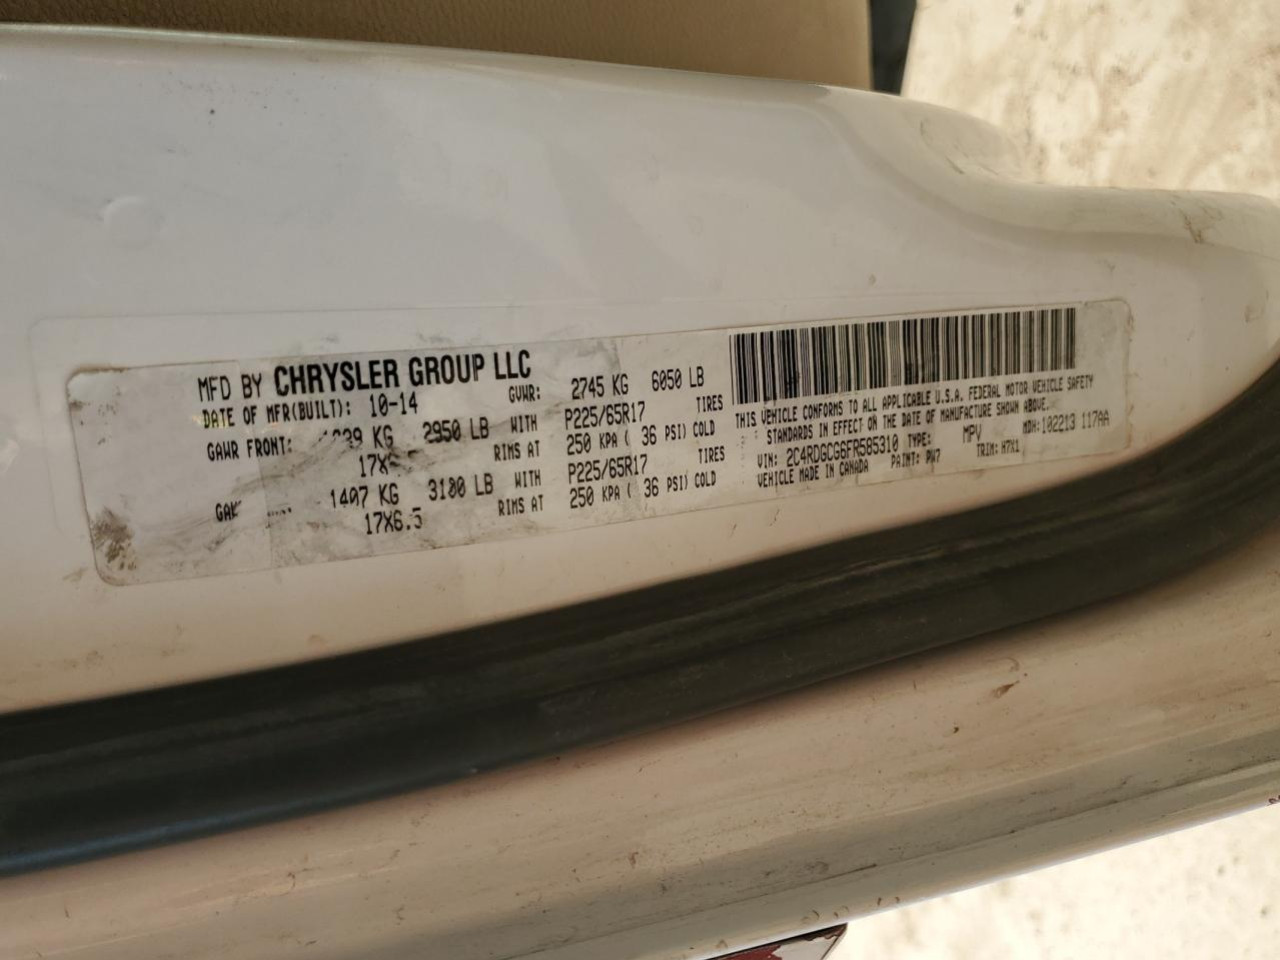 MFD BY CHRYSLER GROUP LLC
DATE OF MFR(BUILT): 10-14 GVWR: 2745 KG 6050 LB
GAWR FRONT: KG 2950 LB WITH P225/65R17 TIRES
RIMS AT 250 KPA ( 36 PSI) COLD
1407 KG 3100 LB WITH P225/65R17 TIRES
17X6.5 RIMS AT 250 KPA ( 36 PSI) COLD
THIS VEHICLE CONFORMS TO ALL APPLICABLE U.S.A. FEDERAL MOTOR VEHICLE SAFETY
STANDARDS IN EFFECT ON THE DATE OF MANUFACTURE SHOWN ABOVE.
VIN: 2C4RDGCG6FR585310 TYPE: MPV MDH:102213 117AA
VEHICLE MADE IN CANADA PAINT: PW7 TRIM: H7X1